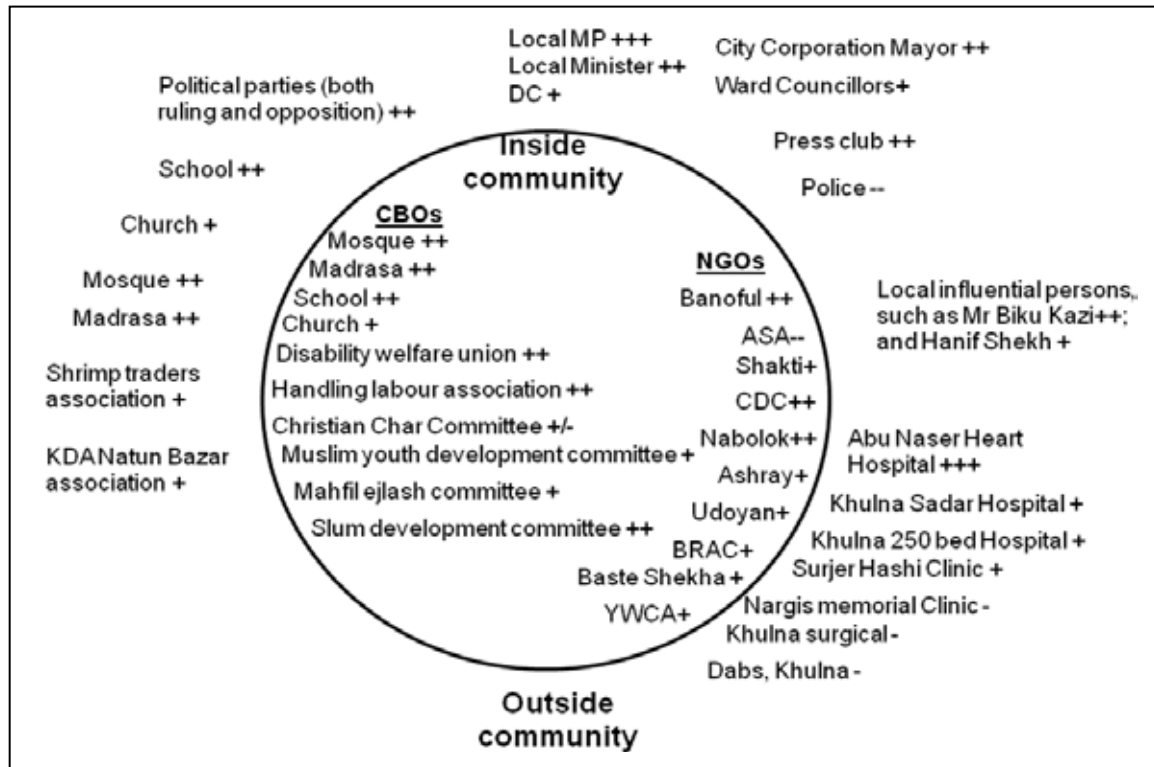 Local MP +++
Local Minister ++
DC +
City Corporation Mayor ++
Ward Councillors+
Political parties (both
ruling and opposition) ++
Press club ++
School ++
Police --
Church +
Mosque ++
Madrasa ++
Shrimp traders
association +
KDA Natun Bazar
association +
Inside
community
CBOs
Mosque ++
Madrasa ++
School ++
Church +
Disability welfare union ++
Handling labour association ++
Christian Char Committee +/-
Muslim youth development committee +
Mahfil ejlash committee +
Slum development committee ++
NGOs
Banoful ++
ASA--
Shakti+
CDC++
Nabolok++
Ashray+
Udoyan+
BRAC+
Baste Shekha +
YWCA+
Local influential persons,
such as Mr Biku Kazi++;
and Hanif Shekh +
Abu Naser Heart
Hospital +++
Khulna Sadar Hospital +
Khulna 250 bed Hospital +
Surjer Hashi Clinic +
Nargis memorial Clinic -
Khulna surgical-
Dabs, Khulna -
Outside
community